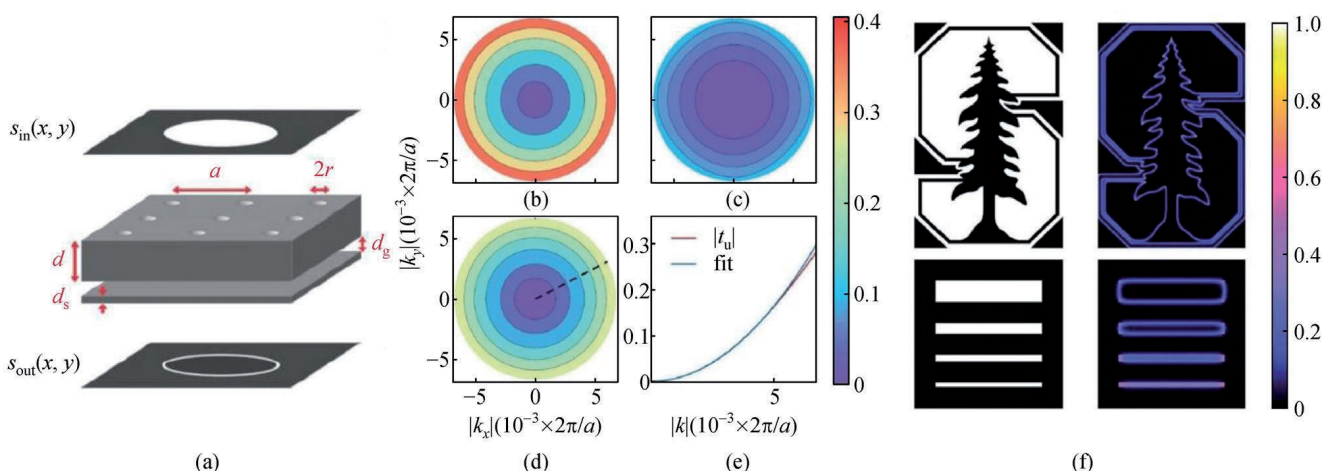 s_in(x, y)
a
2r
d
d_g
d_s
s_out(x, y)
(a)
5
0
−5
(b)
(c)
0.4
0.3
0.2
0.1
0
|k_y|(10⁻³×2π/a)
5
0
−5
−5
0
5
|k_x|(10⁻³×2π/a)
(d)
|t_u|
fit
0.3
0.2
0.1
0
5
|k|(10⁻³×2π/a)
(e)
1.0
0.8
0.6
0.4
0.2
0
(f)